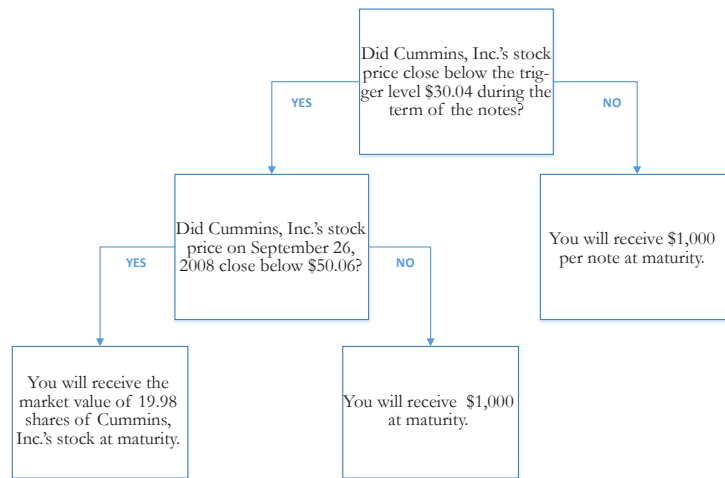 Did Cummins, Inc.'s stock
price close below the trig-
ger level $30.04 during the
term of the notes?
YES
NO
Did Cummins, Inc.'s stock
price on September 26,
2008 close below $50.06?
You will receive $1,000
per note at maturity.
YES
NO
You will receive the
market value of 19.98
shares of Cummins,
Inc.'s stock at maturity.
You will receive $1,000
at maturity.